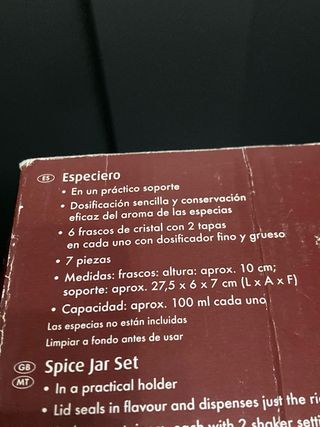 ES Especiero
• En un práctico soporte
• Dosificación sencilla y conservación
eficaz del aroma de las especias
• 6 frascos de cristal con 2 tapas
en cada uno con dosificador fino y grueso
• 7 piezas
• Medidas: frascos: altura: aprox. 10 cm;
soporte: aprox. 27,5 x 6 x 7 cm (L x A x F)
• Capacidad: aprox. 100 ml cada uno
Las especias no están incluidas
Limpiar a fondo antes de usar
GB Spice Jar Set
MT
• In a practical holder
• Lid seals in flavour and dispenses just the
each with 2 shaker